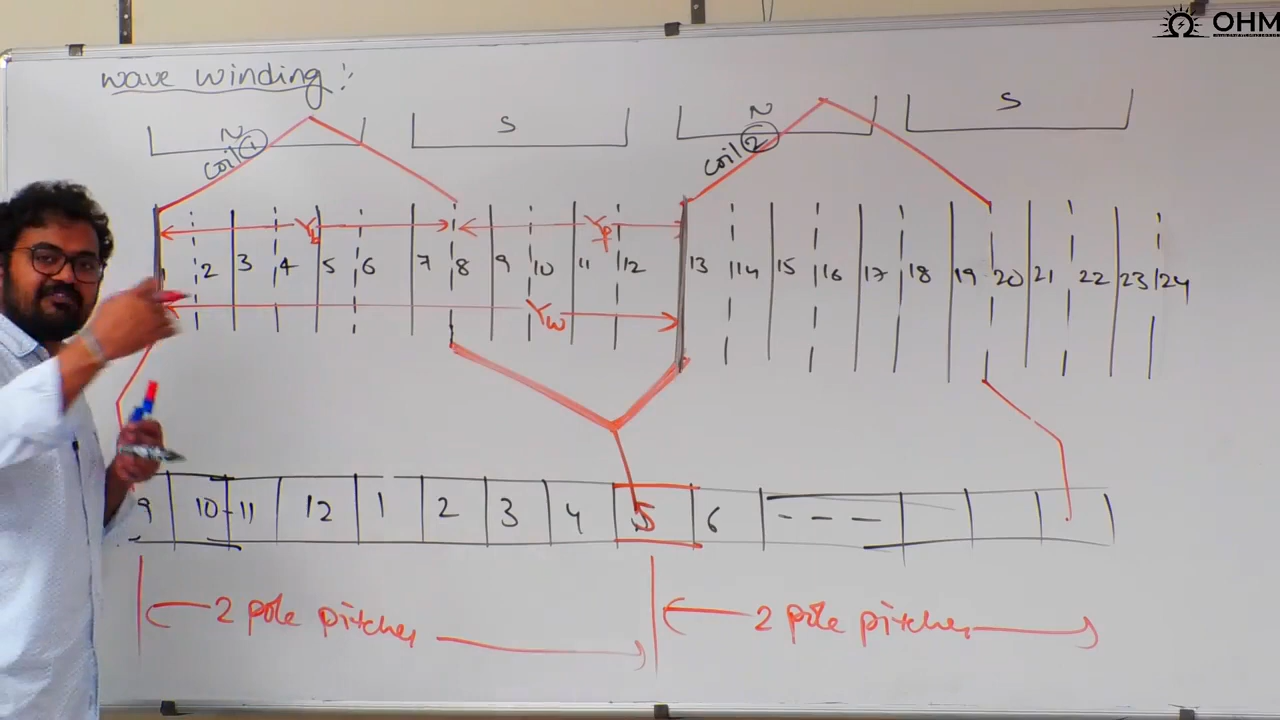 OHM
wave winding :
N S N S
coil 1 coil 2
Yb Yf
1 2 3 4 5 6 7 8 9 10 11 12 13 14 15 16 17 18 19 20 21 22 23 24
Yw
9 10 11 12 1 2 3 4 5 6 - - -
2 pole pitches 2 pole pitches